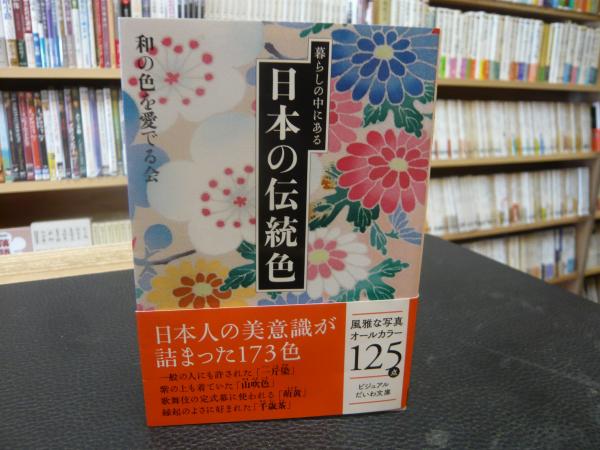 暮らしの中にある
日本の伝統色
和の色を愛でる会
日本人の美意識が
詰まった173色
一般の人にも許された「一斤染」
紫の上も着ていた「山吹色」
歌舞伎の定式幕に使われる「萌黄」
縁起のよさに好まれた「千歳茶」
風雅な写真
オールカラー
125点
ビジュアル
だいわ文庫